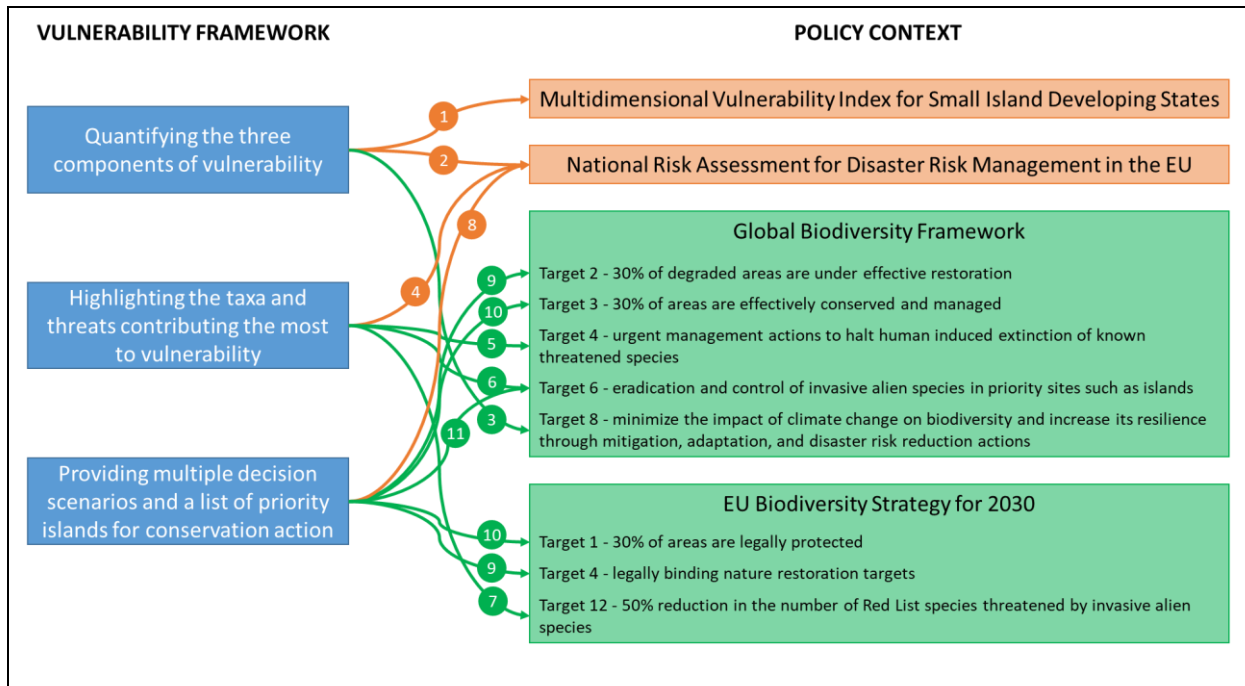 VULNERABILITY FRAMEWORK
POLICY CONTEXT
Quantifying the three
components of vulnerability
Highlighting the taxa and
threats contributing the most
to vulnerability
Providing multiple decision
scenarios and a list of priority
islands for conservation action
1
2
8
4
9
10
5
6
3
11
10
9
7
Multidimensional Vulnerability Index for Small Island Developing States
National Risk Assessment for Disaster Risk Management in the EU
Global Biodiversity Framework
Target 2 - 30% of degraded areas are under effective restoration
Target 3 - 30% of areas are effectively conserved and managed
Target 4 - urgent management actions to halt human induced extinction of known
threatened species
Target 6 - eradication and control of invasive alien species in priority sites such as islands
Target 8 - minimize the impact of climate change on biodiversity and increase its resilience
through mitigation, adaptation, and disaster risk reduction actions
EU Biodiversity Strategy for 2030
Target 1 - 30% of areas are legally protected
Target 4 - legally binding nature restoration targets
Target 12 - 50% reduction in the number of Red List species threatened by invasive alien
species